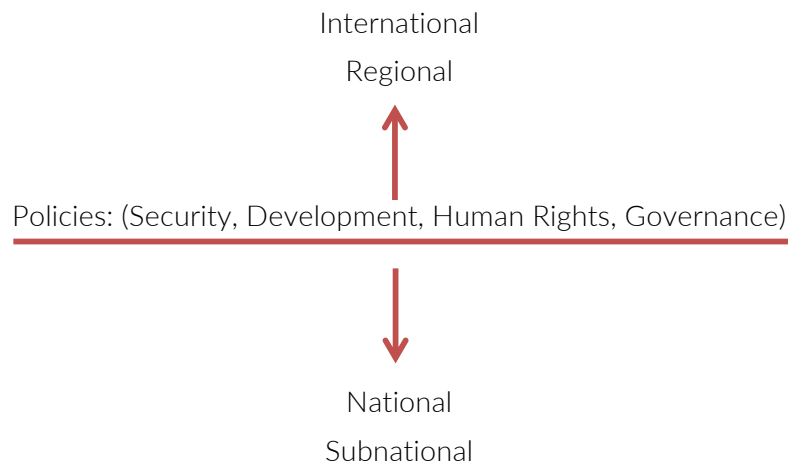 International
Regional
Policies: (Security, Development, Human Rights, Governance)
National
Subnational